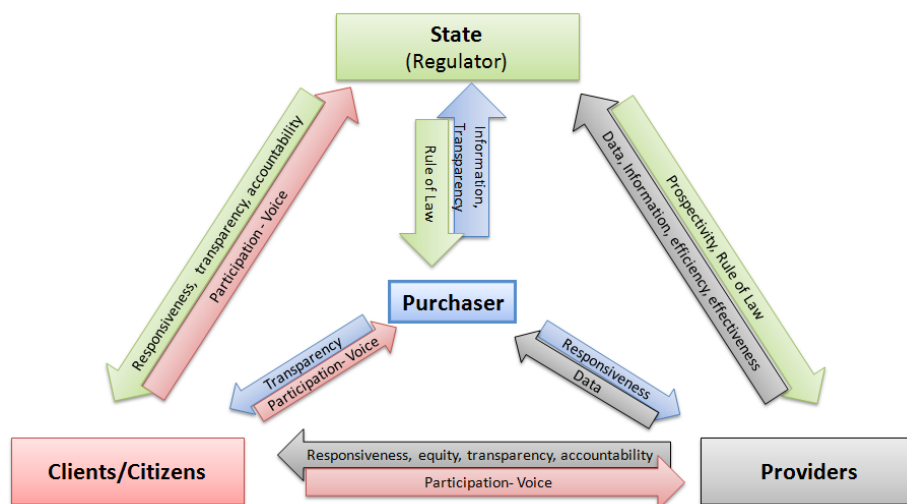 State
(Regulator)
Responsiveness, transparency, accountability
Participation - Voice
Rule of Law
Information,
Transparency
Prospectivity, Rule of Law
Data, Information, efficiency, effectiveness
Purchaser
Transparency
Participation- Voice
Responsiveness
Data
Clients/Citizens
Responsiveness, equity, transparency, accountability
Participation- Voice
Providers